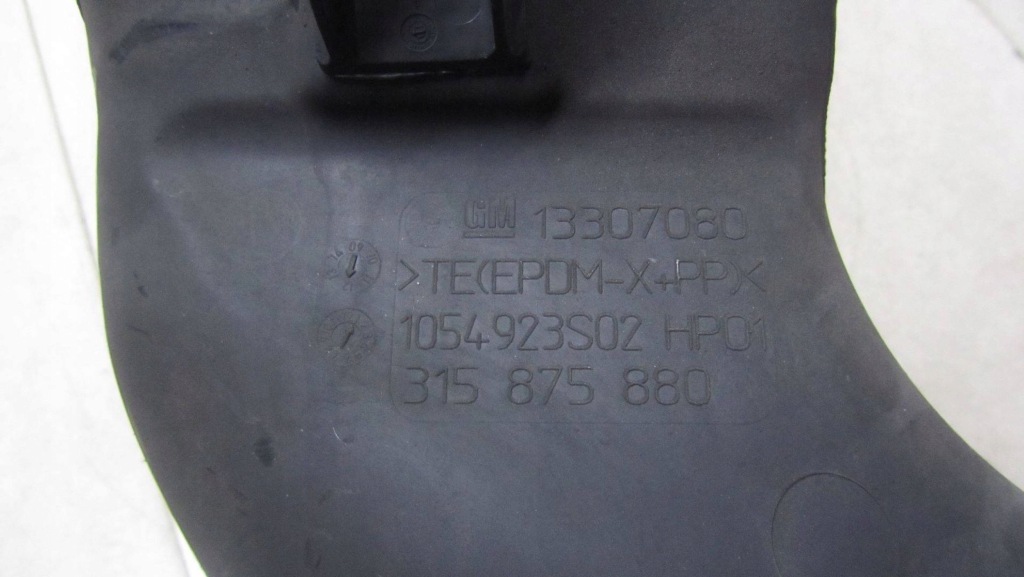 GM 13307080
>TE(EPDM-X+PP)<
1054923S02 HP01
315 875 880